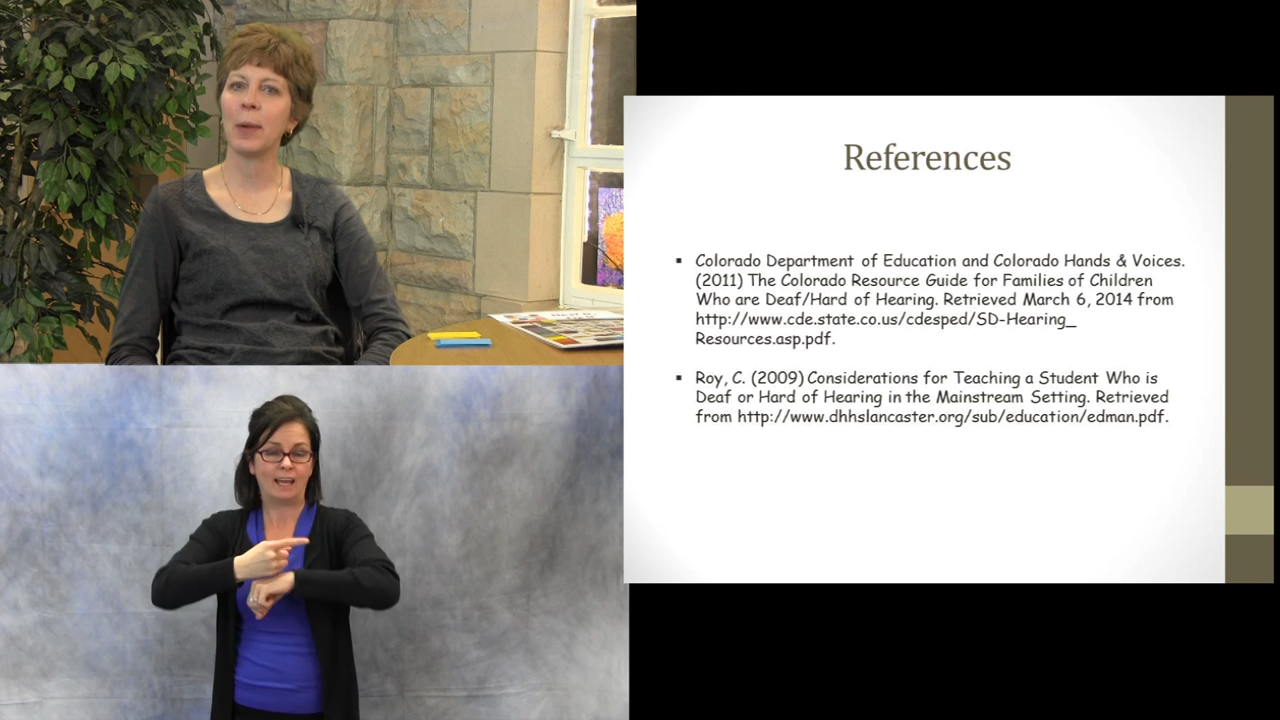 References
▪ Colorado Department of Education and Colorado Hands & Voices.
(2011) The Colorado Resource Guide for Families of Children
Who are Deaf/Hard of Hearing. Retrieved March 6, 2014 from
http://www.cde.state.co.us/cdesped/SD-Hearing_
Resources.asp.pdf.
▪ Roy, C. (2009) Considerations for Teaching a Student Who is
Deaf or Hard of Hearing in the Mainstream Setting. Retrieved
from http://www.dhhslancaster.org/sub/education/edman.pdf.